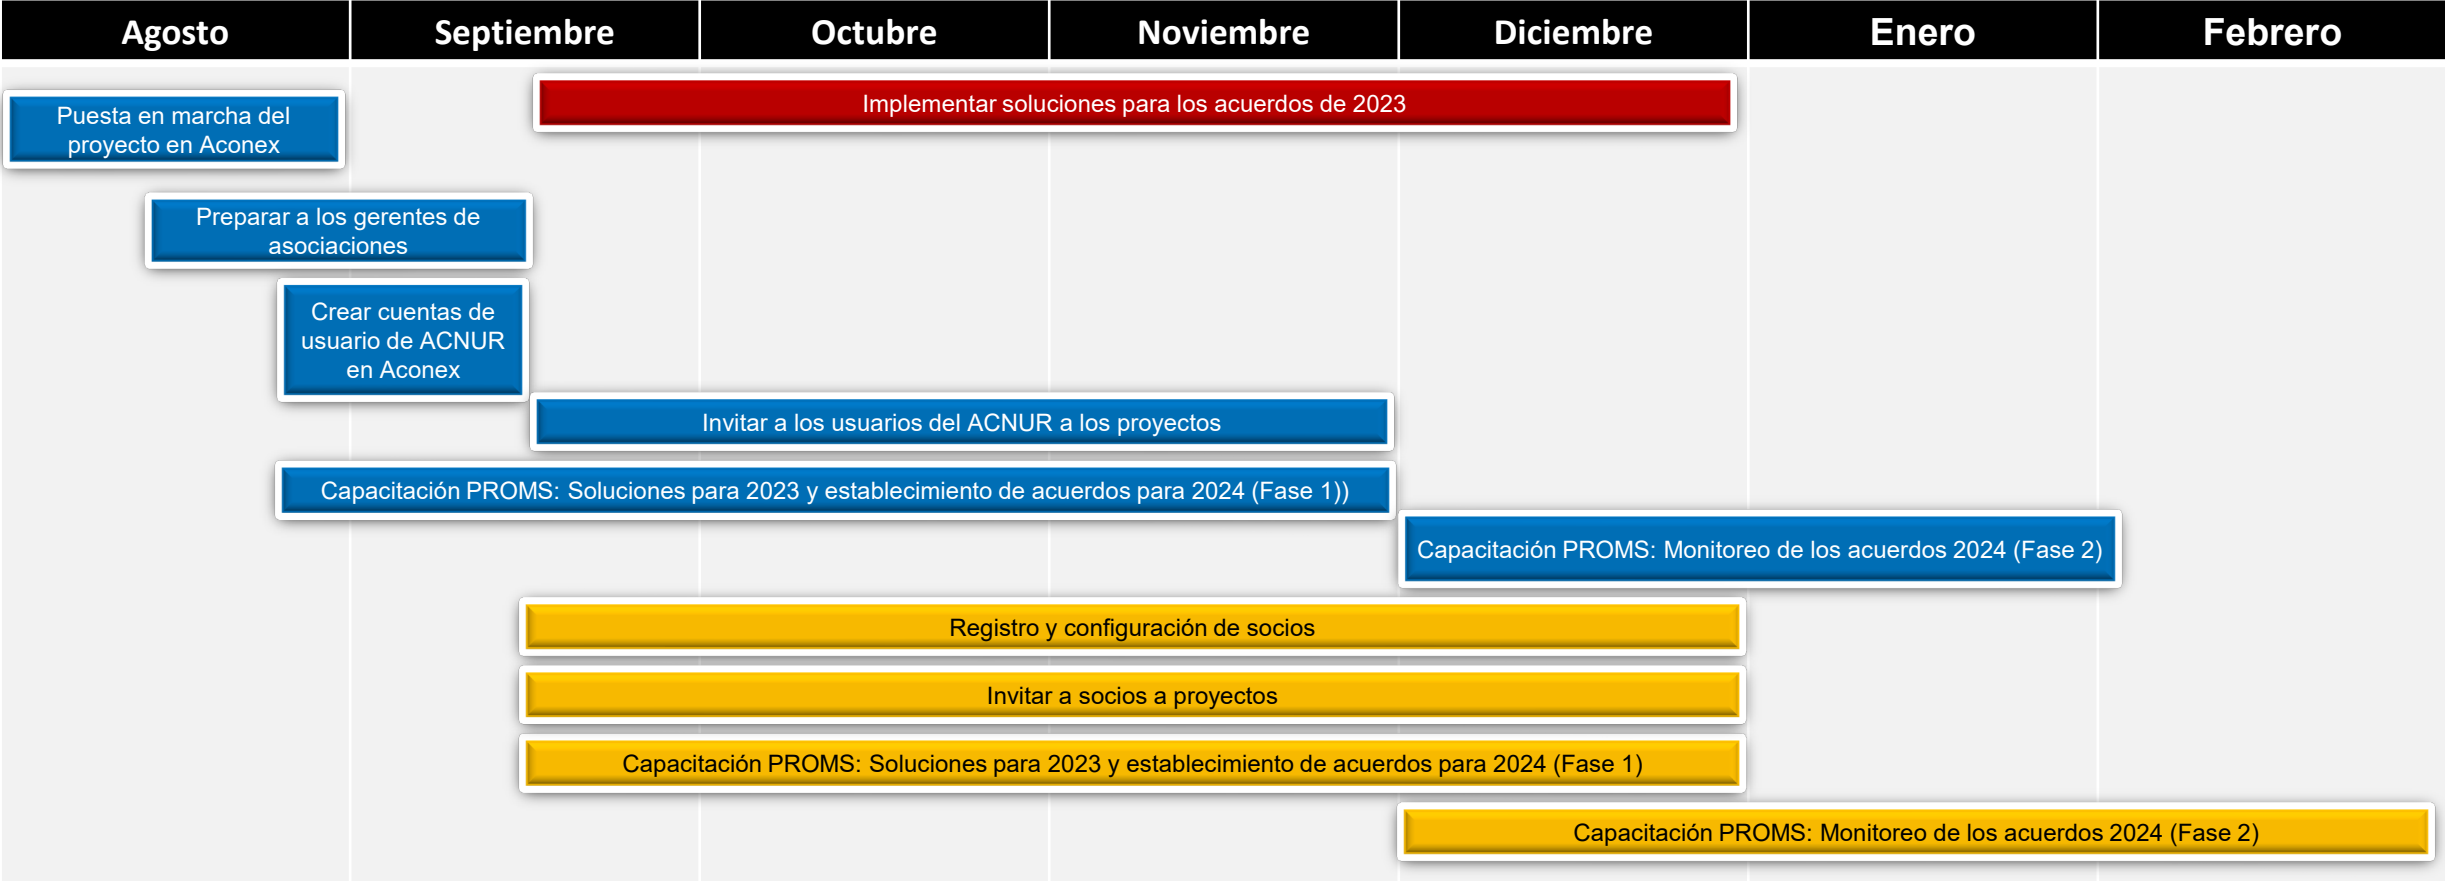 Agosto
Septiembre
Octubre
Noviembre
Diciembre
Enero
Febrero
Implementar soluciones para los acuerdos de 2023
Puesta en marcha del
proyecto en Aconex
Preparar a los gerentes de
asociaciones
Crear cuentas de
usuario de ACNUR
en Aconex
Invitar a los usuarios del ACNUR a los proyectos
Capacitación PROMS: Soluciones para 2023 y establecimiento de acuerdos para 2024 (Fase 1))
Capacitación PROMS: Monitoreo de los acuerdos 2024 (Fase 2)
Registro y configuración de socios
Invitar a socios a proyectos
Capacitación PROMS: Soluciones para 2023 y establecimiento de acuerdos para 2024 (Fase 1)
Capacitación PROMS: Monitoreo de los acuerdos 2024 (Fase 2)